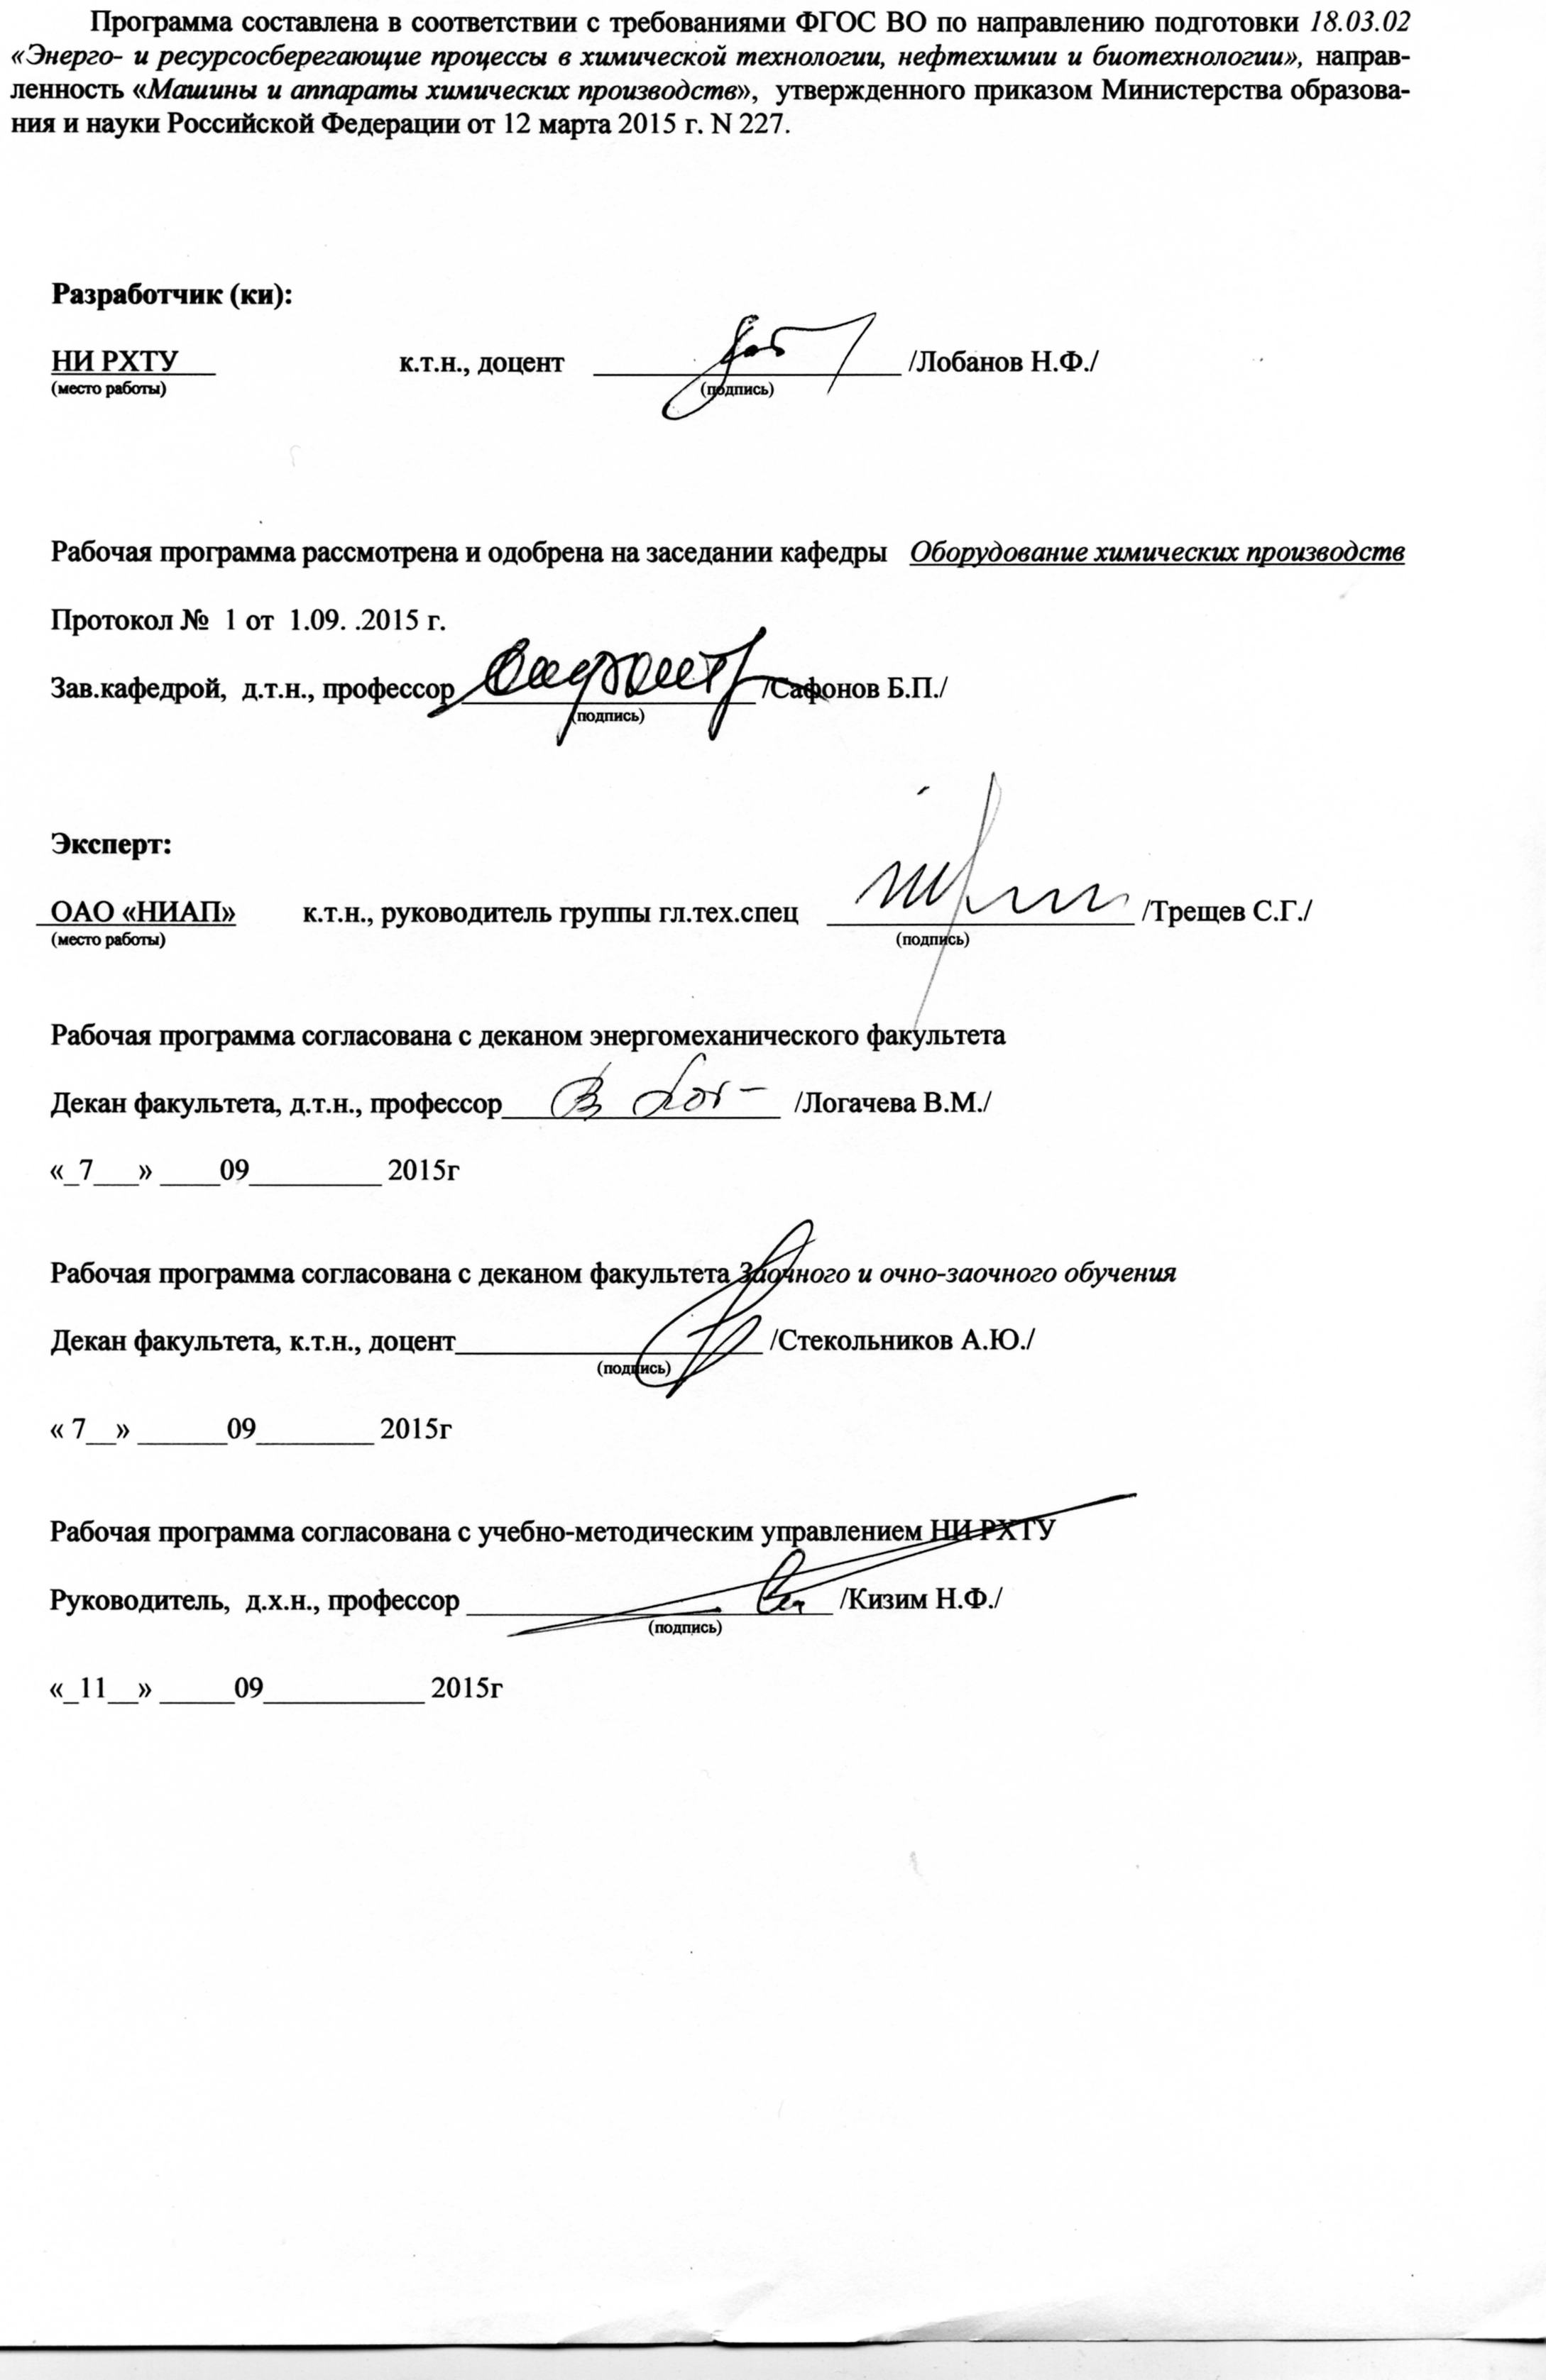 Программа составлена в соответствии с требованиями ФГОС ВО по направлению подготовки 18.03.02
«Энерго- и ресурсосберегающие процессы в химической технологии, нефтехимии и биотехнологии», направ-
ленность «Машины и аппараты химических производств», утвержденного приказом Министерства образова-
ния и науки Российской Федерации от 12 марта 2015 г. N 227.
Разработчик (ки):
НИ РХТУ к.т.н., доцент /Лобанов Н.Ф./
(место работы) (подпись)
Рабочая программа рассмотрена и одобрена на заседании кафедры Оборудование химических производств
Протокол № 1 от 1.09. .2015 г.
Зав.кафедрой, д.т.н., профессор /Сафонов Б.П./
(подпись)
Эксперт:
ОАО «НИАП» к.т.н., руководитель группы гл.тех.спец /Трещев С.Г./
(место работы) (подпись)
Рабочая программа согласована с деканом энергомеханического факультета
Декан факультета, д.т.н., профессор /Логачева В.М./
«_7___» ____09_________ 2015г
Рабочая программа согласована с деканом факультета Заочного и очно-заочного обучения
Декан факультета, к.т.н., доцент /Стекольников А.Ю./
(подпись)
« 7__» ______09________ 2015г
Рабочая программа согласована с учебно-методическим управлением НИ РХТУ
Руководитель, д.х.н., профессор /Кизим Н.Ф./
(подпись)
«_11__» _____09___________ 2015г